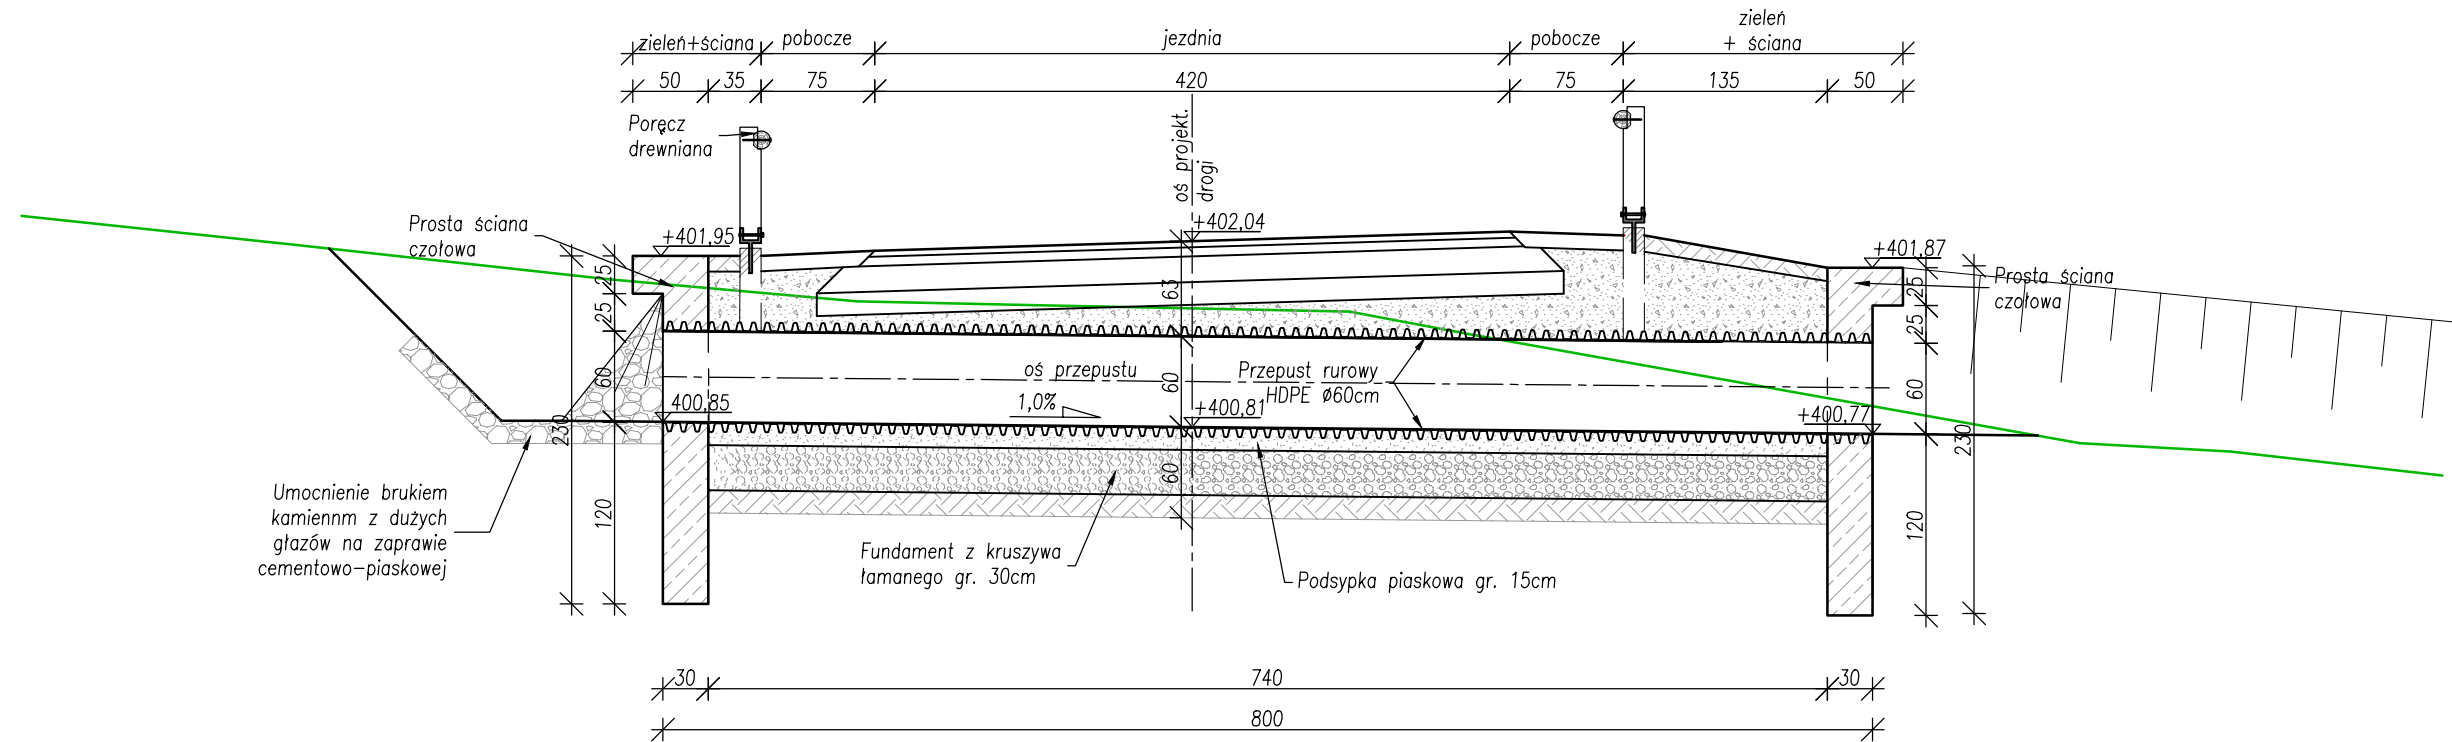 zieleń+ściana
pobocze
jezdnia
pobocze
zieleń
+ ściana
50
35
75
420
75
135
50
Poręcz
drewniana
oś projekt.
drogi
Prosta ściana
czołowa
+401,95
+402,04
+401,87
Prosta ściana
czołowa
25
25
60
230
120
63
60
60
25
25
60
230
120
oś przepustu
Przepust rurowy
HDPE Ø60cm
400,85
1,0%
+400,81
+400,77
Umocnienie brukiem
kamiennm z dużych
głazów na zaprawie
cementowo-piaskowej
Fundament z kruszywa
łamanego gr. 30cm
Podsypka piaskowa gr. 15cm
30
740
30
800